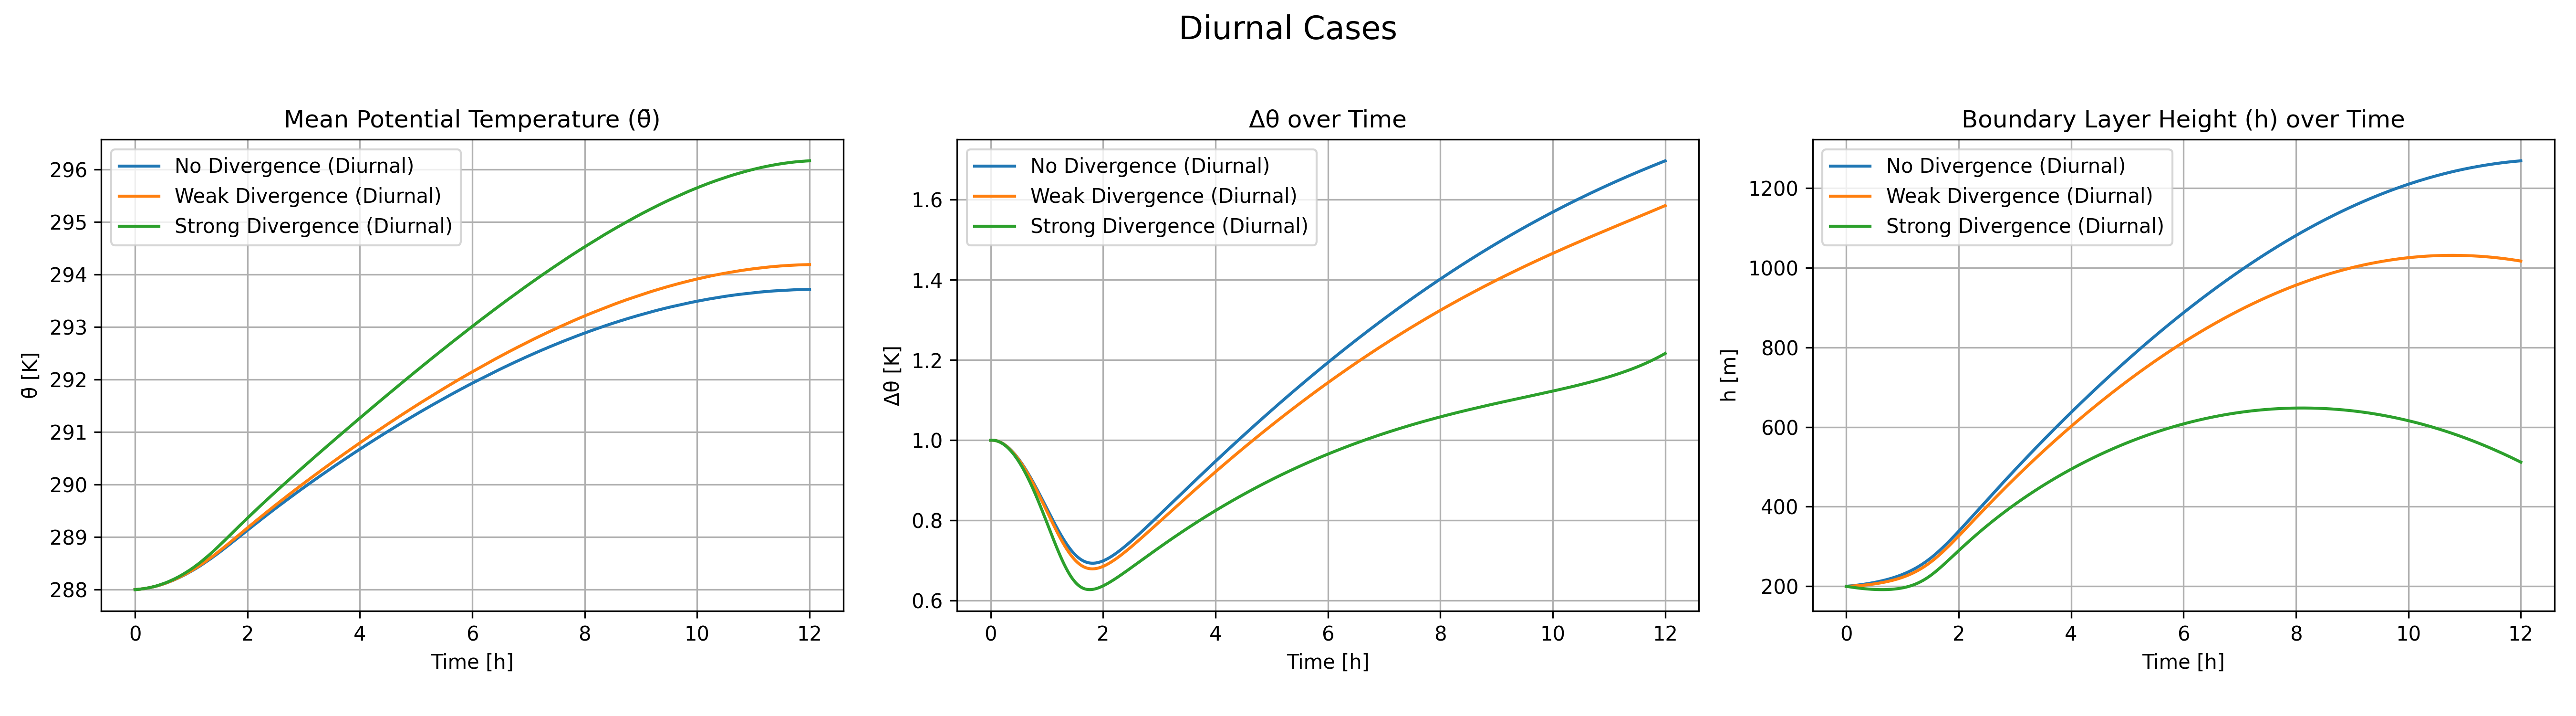 Diurnal Cases
Mean Potential Temperature (θ̄)
No Divergence (Diurnal)
Weak Divergence (Diurnal)
Strong Divergence (Diurnal)
296
295
294
293
292
291
290
289
288
θ [K]
0 2 4 6 8 10 12
Time [h]
Δθ over Time
No Divergence (Diurnal)
Weak Divergence (Diurnal)
Strong Divergence (Diurnal)
1.6
1.4
1.2
1.0
0.8
0.6
Δθ [K]
0 2 4 6 8 10 12
Time [h]
Boundary Layer Height (h) over Time
No Divergence (Diurnal)
Weak Divergence (Diurnal)
Strong Divergence (Diurnal)
1200
1000
800
600
400
200
h [m]
0 2 4 6 8 10 12
Time [h]